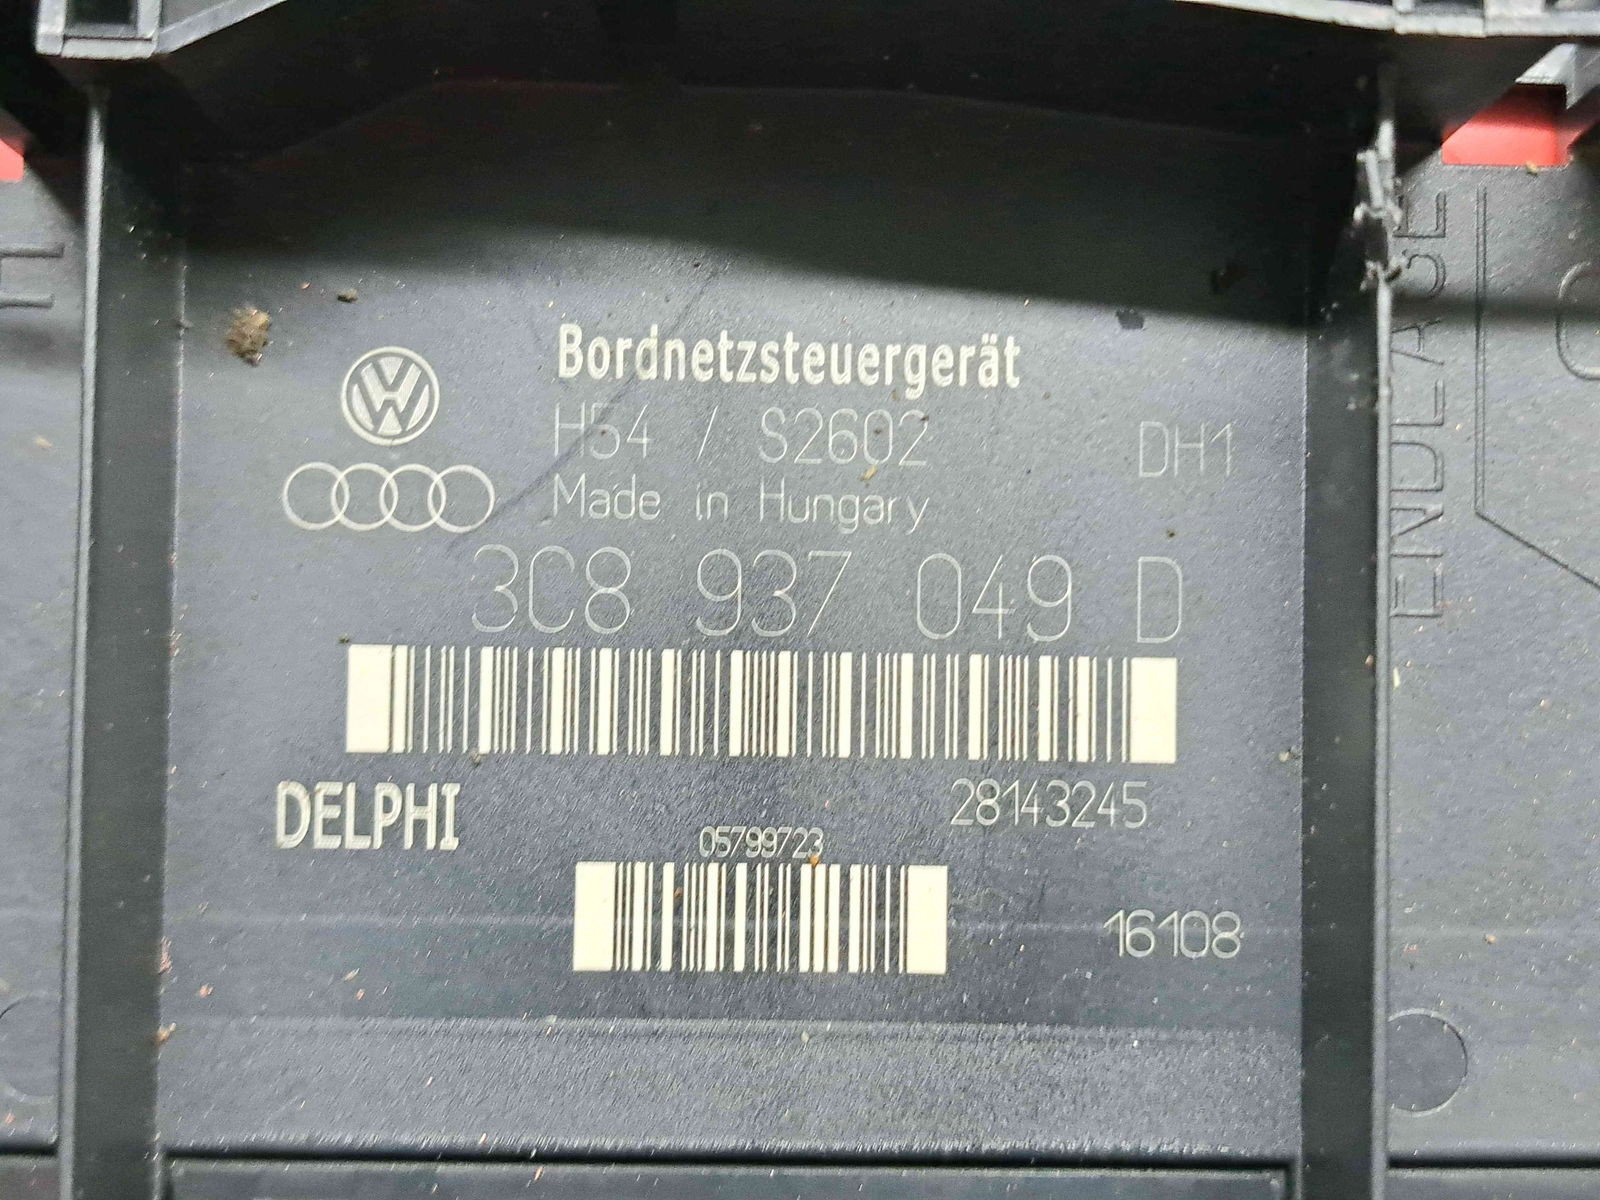 Bordnetzsteuergerät
H54 / S2602 DH1
Made in Hungary
3C8 937 049 D
DELPHI
28143245
05799723
16108
ENDLAGE